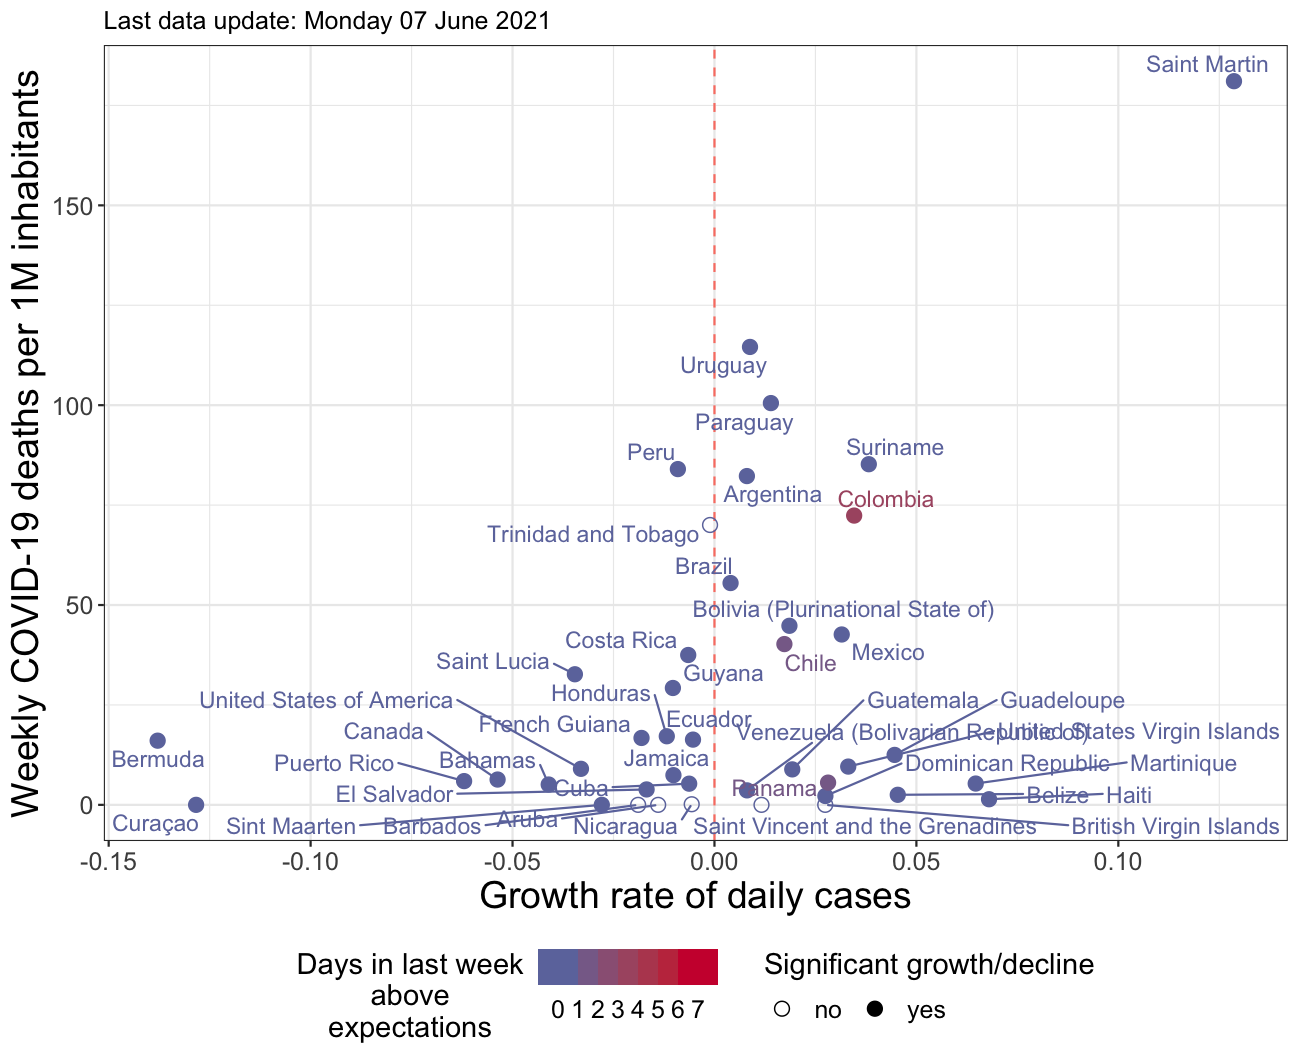 Last data update: Monday 07 June 2021
Weekly COVID-19 deaths per 1M inhabitants
150
100
50
0
Saint Martin
Uruguay
Paraguay
Peru
Suriname
Argentina
Colombia
Trinidad and Tobago
Brazil
Bolivia (Plurinational State of)
Costa Rica
Mexico
Saint Lucia
Chile
Guyana
Honduras
United States of America
Guatemala
Guadeloupe
French Guiana
Ecuador
Canada
Venezuela (Bolivarian Republic of)
United States Virgin Islands
Bermuda
Jamaica
Puerto Rico
Bahamas
Dominican Republic
Martinique
El Salvador
Cuba
Panama
Belize
Haiti
Curaçao
Sint Maarten
Barbados
Aruba
Nicaragua
Saint Vincent and the Grenadines
British Virgin Islands
-0.15
-0.10
-0.05
0.00
0.05
0.10
Growth rate of daily cases
Days in last week
above
expectations
0 1 2 3 4 5 6 7
Significant growth/decline
no
yes